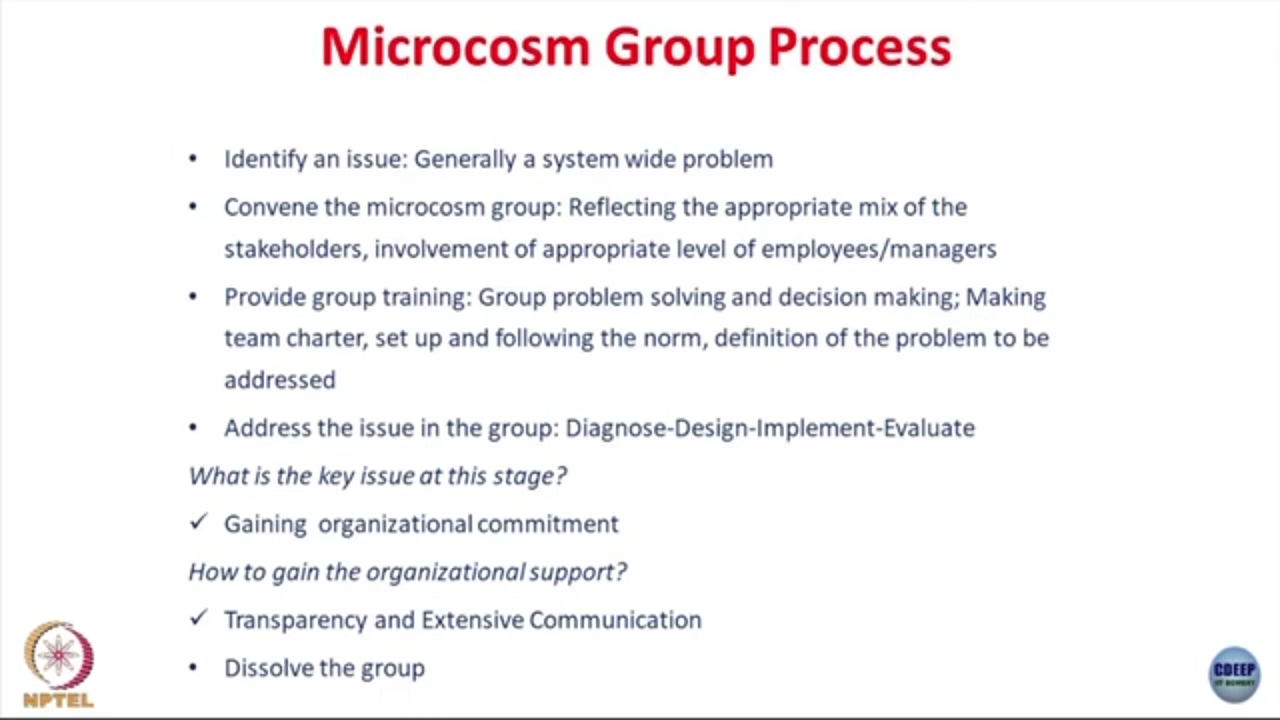 Microcosm Group Process
• Identify an issue: Generally a system wide problem
• Convene the microcosm group: Reflecting the appropriate mix of the
stakeholders, involvement of appropriate level of employees/managers
• Provide group training: Group problem solving and decision making; Making
team charter, set up and following the norm, definition of the problem to be
addressed
• Address the issue in the group: Diagnose-Design-Implement-Evaluate
What is the key issue at this stage?
✓ Gaining organizational commitment
How to gain the organizational support?
✓ Transparency and Extensive Communication
• Dissolve the group
NPTEL
CDEEP
IIT BOMBAY